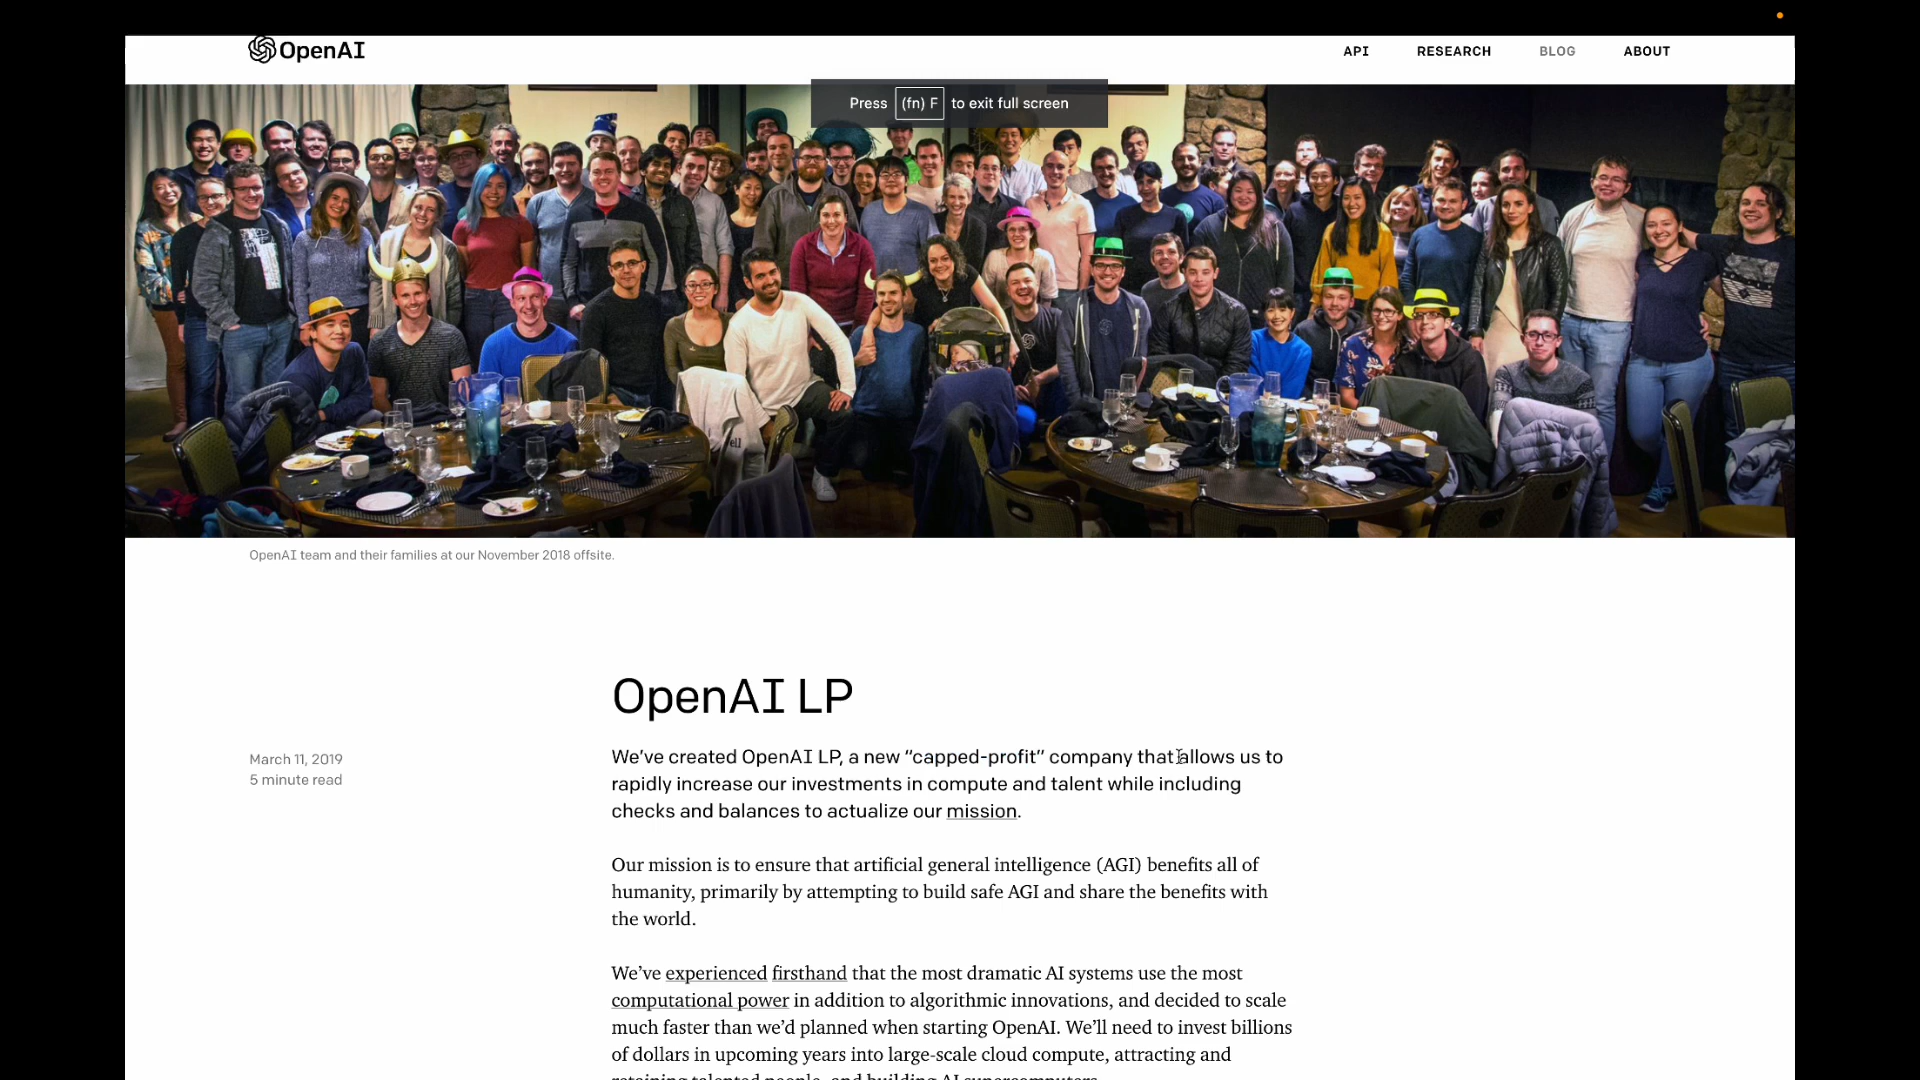 OpenAI
API RESEARCH BLOG ABOUT
Press (fn) F to exit full screen
OpenAI team and their families at our November 2018 offsite.
OpenAI LP
March 11, 2019
5 minute read
We’ve created OpenAI LP, a new “capped-profit” company that allows us to
rapidly increase our investments in compute and talent while including
checks and balances to actualize our mission.
Our mission is to ensure that artificial general intelligence (AGI) benefits all of
humanity, primarily by attempting to build safe AGI and share the benefits with
the world.
We’ve experienced firsthand that the most dramatic AI systems use the most
computational power in addition to algorithmic innovations, and decided to scale
much faster than we’d planned when starting OpenAI. We’ll need to invest billions
of dollars in upcoming years into large-scale cloud compute, attracting and
retaining talented people, and building AI supercomputers.